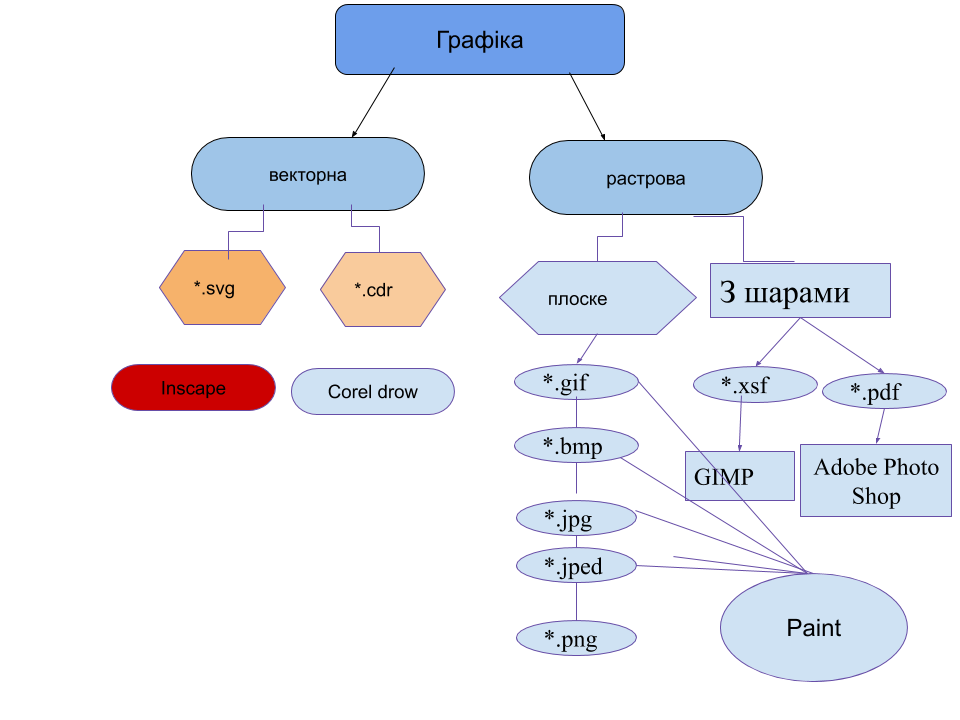 Графіка
векторна
растрова
*.svg
*.cdr
плоске
З шарами
Inscape
Corel drow
*.gif
*.xsf
*.pdf
*.bmp
GIMP
Adobe Photo
Shop
*.jpg
*.jped
*.png
Paint